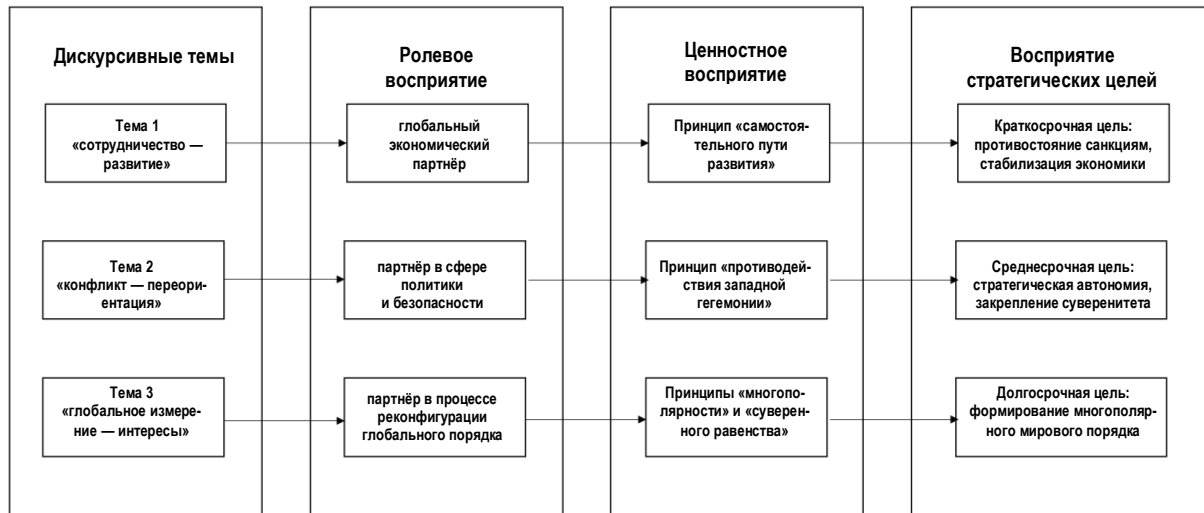 Дискурсивные темы
Тема 1
«сотрудничество —
развитие»
Тема 2
«конфликт — переори-
ентация»
Тема 3
«глобальное измере-
ние — интересы»
Ролевое
восприятие
глобальный
экономический
партнёр
партнёр в сфере
политики
и безопасности
партнёр в процессе
реконфигурации
глобального порядка
Ценностное
восприятие
Принцип «самостоя-
тельного пути
развития»
Принцип «противодей-
ствия западной
гегемонии»
Принципы «многопо-
лярности» и «суверен-
ного равенства»
Восприятие
стратегических целей
Краткосрочная цель:
противостояние санкциям,
стабилизация экономики
Среднесрочная цель:
стратегическая автономия,
закрепление суверенитета
Долгосрочная цель:
формирование многополяр-
ного мирового порядка